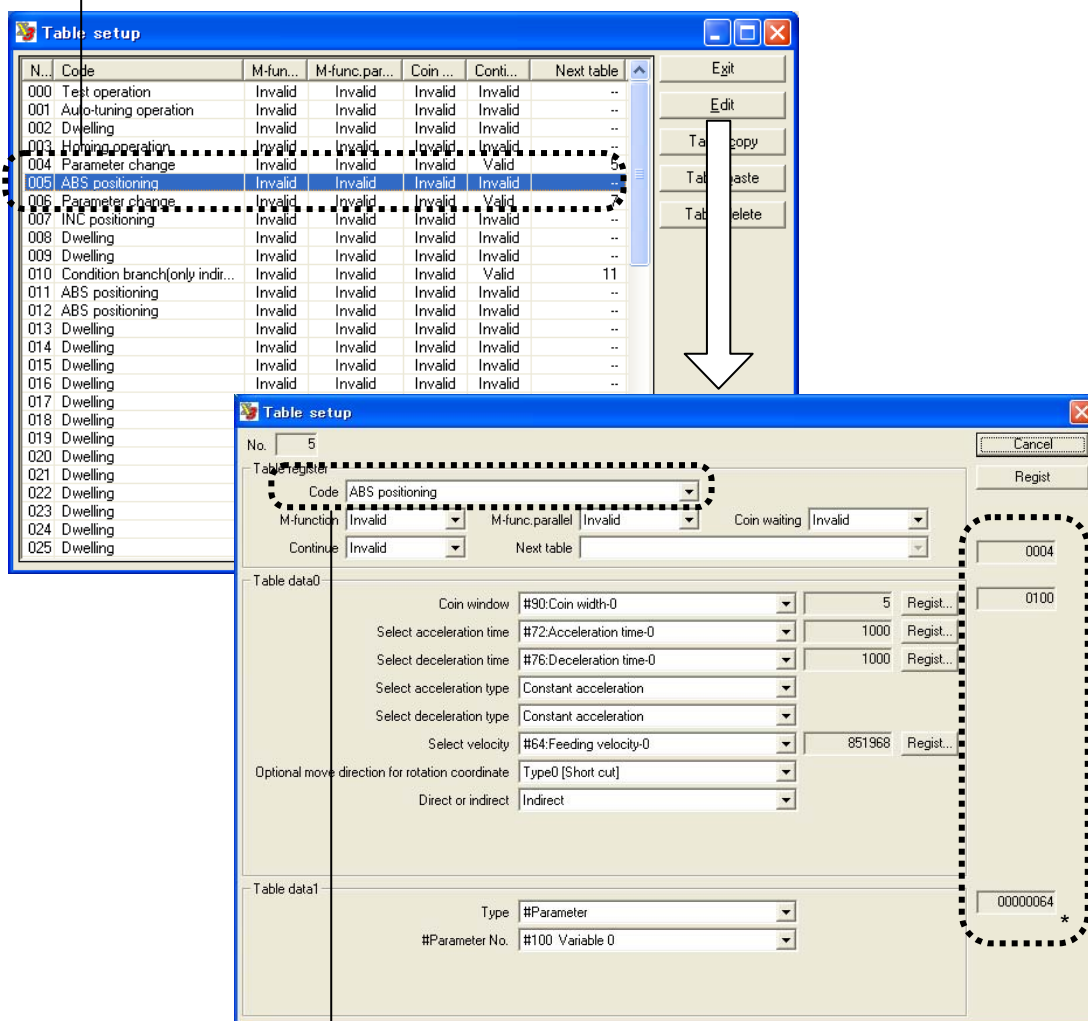 Table setup
N... Code M-fun... M-func.par... Coin ... Conti... Next table
000 Test operation Invalid Invalid Invalid Invalid --
001 Auto-tuning operation Invalid Invalid Invalid Invalid --
002 Dwelling Invalid Invalid Invalid Invalid --
003 Homing operation Invalid Invalid Invalid Invalid --
004 Parameter change Invalid Invalid Invalid Valid 5
005 ABS positioning Invalid Invalid Invalid Invalid --
006 Parameter change Invalid Invalid Invalid Valid 7
007 INC positioning Invalid Invalid Invalid Invalid --
008 Dwelling Invalid Invalid Invalid Invalid --
009 Dwelling Invalid Invalid Invalid Invalid --
010 Condition branch(only indir... Invalid Invalid Invalid Valid 11
011 ABS positioning Invalid Invalid Invalid Invalid --
012 ABS positioning Invalid Invalid Invalid Invalid --
013 Dwelling Invalid Invalid Invalid Invalid --
014 Dwelling Invalid Invalid Invalid Invalid --
015 Dwelling Invalid Invalid Invalid Invalid --
016 Dwelling Invalid Invalid Invalid Invalid --
017 Dwelling
018 Dwelling
019 Dwelling
020 Dwelling
021 Dwelling
022 Dwelling
023 Dwelling
024 Dwelling
025 Dwelling
Exit
Edit
Table setup
No. 5
Cancel
Regist
Table register
Code ABS positioning
M-function Invalid M-func.parallel Invalid Coin waiting Invalid
Continue Invalid Next table
0004
Table data0
0100
Coin window #90:Coin width-0 5 Regist...
Select acceleration time #72:Acceleration time-0 1000 Regist...
Select deceleration time #76:Deceleration time-0 1000 Regist...
Select acceleration type Constant acceleration
Select deceleration type Constant acceleration
Select velocity #64:Feeding velocity-0 851968 Regist...
Optional move direction for rotation coordinate Type0 [Short cut]
Direct or indirect Indirect
Table data1
00000064 *
Type #Parameter
#Parameter No. #100 Variable 0